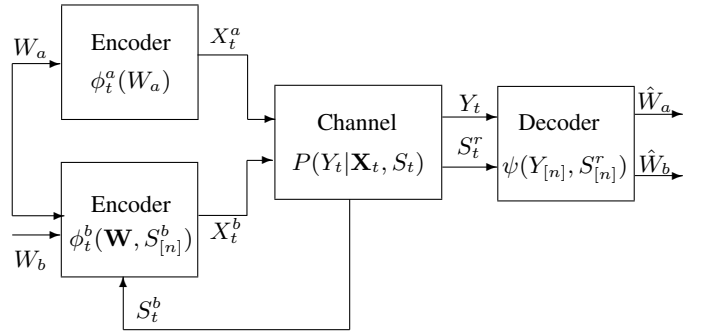 W_a
Encoder
ϕ_t^a(W_a)
X_t^a
Channel
P(Y_t|𝐗_t, S_t)
Y_t
S_t^r
Decoder
ψ(Y_{[n]}, S_{[n]}^r)
Ŵ_a
Ŵ_b
Encoder
ϕ_t^b(𝐖, S_{[n]}^b)
X_t^b
W_b
S_t^b